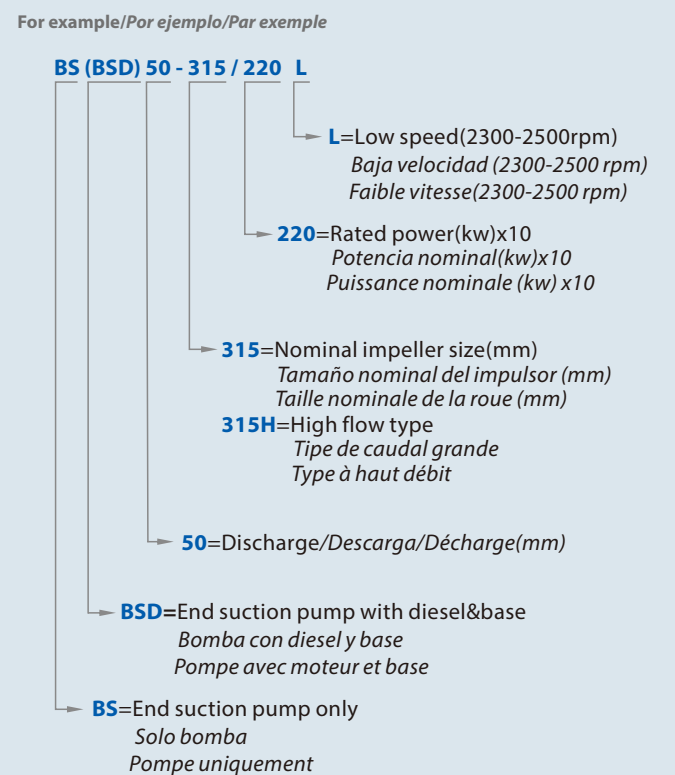 For example/Por ejemplo/Par exemple
BS (BSD) 50 - 315 / 220 L
L=Low speed(2300-2500rpm)
Baja velocidad (2300-2500 rpm)
Faible vitesse(2300-2500 rpm)
220=Rated power(kw)x10
Potencia nominal(kw)x10
Puissance nominale (kw) x10
315=Nominal impeller size(mm)
Tamaño nominal del impulsor (mm)
Taille nominale de la roue (mm)
315H=High flow type
Tipe de caudal grande
Type à haut débit
50=Discharge/Descarga/Décharge(mm)
BSD=End suction pump with diesel&base
Bomba con diesel y base
Pompe avec moteur et base
BS=End suction pump only
Solo bomba
Pompe uniquement